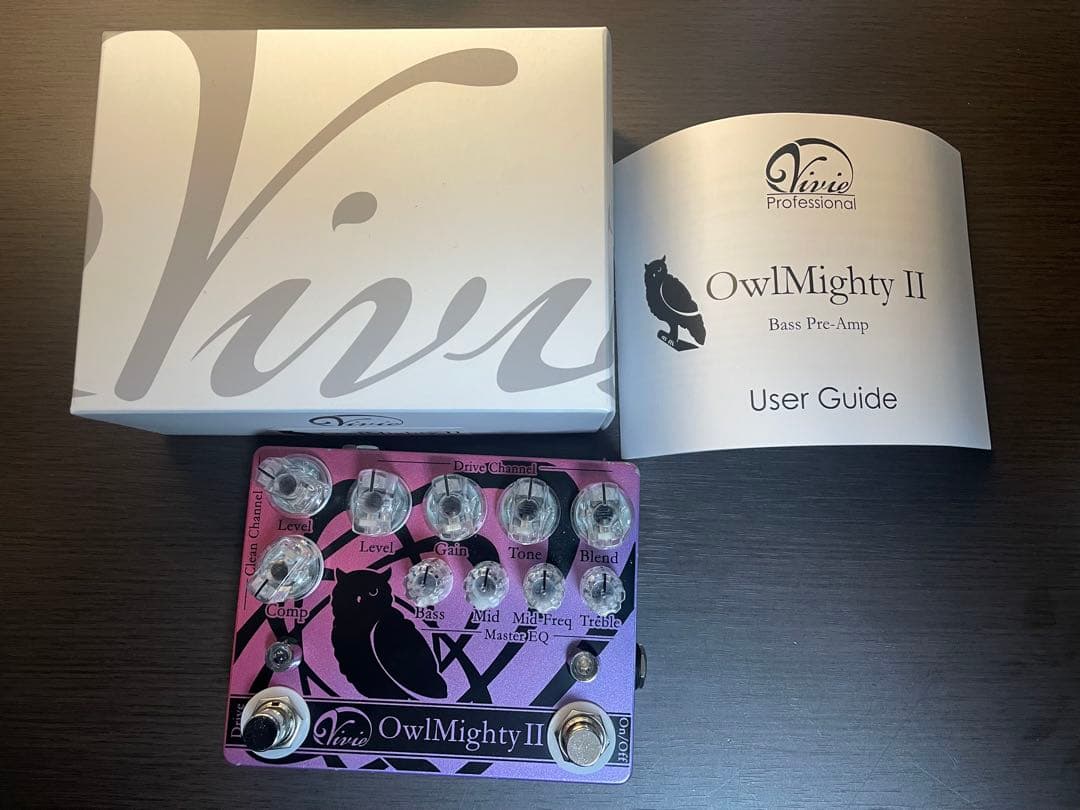 Vivie
Vivie
Professional
OwlMighty II
Bass Pre-Amp
User Guide
Vivie
Drive Channel
Clean Channel
Level
Level
Gain
Tone
Blend
Comp
Bass
Mid
Mid-Freq
Treble
Master EQ
Drive
Vivie
OwlMighty II
On/Off